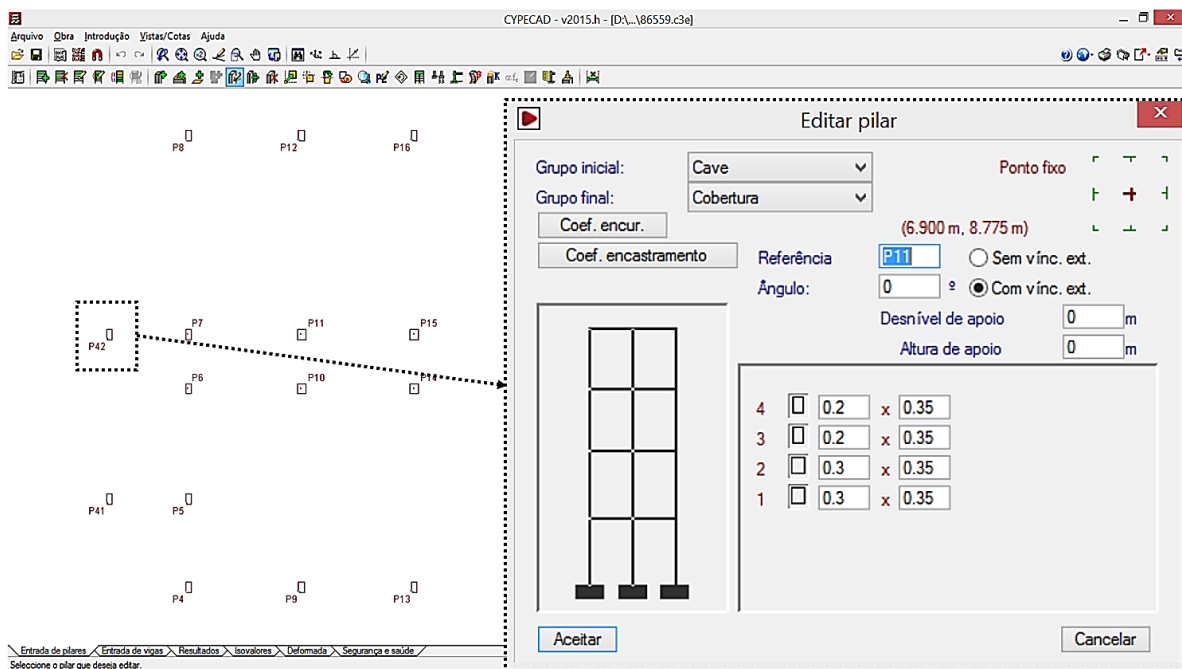 CYPECAD - v2015.h - [D:\...\86559.c3e]
Arquivo Obra Introdução Vistas/Cotas Ajuda
P8
P12
P16
P7
P11
P15
P42
P6
P10
P14
P41
P5
P4
P9
P13
Editar pilar
Grupo inicial: Cave
Grupo final: Cobertura
Ponto fixo
Coef. encur.
(6.900 m, 8.775 m)
Coef. encastramento
Referência P11 Sem vínc. ext.
Ângulo: 0 º Com vínc. ext.
Desnível de apoio 0 m
Altura de apoio 0 m
4 0.2 x 0.35
3 0.2 x 0.35
2 0.3 x 0.35
1 0.3 x 0.35
Aceitar Cancelar
Entrada de pilares Entrada de vigas Resultados Isovalores Deformada Segurança e saúde
Seleccione o pilar que deseja editar.